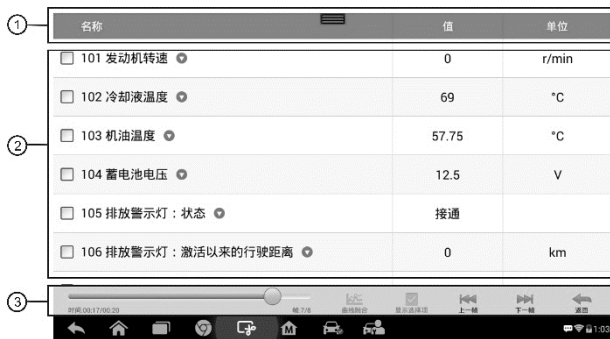 ① 名称 值 单位
② 101 发动机转速 0 r/min
102 冷却液温度 69 °C
103 机油温度 57.75 °C
104 蓄电池电压 12.5 V
105 排放警示灯：状态 接通
106 排放警示灯：激活以来的行驶距离 0 km
③ 时间:00:17/00:20 帧:7/8 曲线融合 显示选择项 上一帧 下一帧 返回
1:03